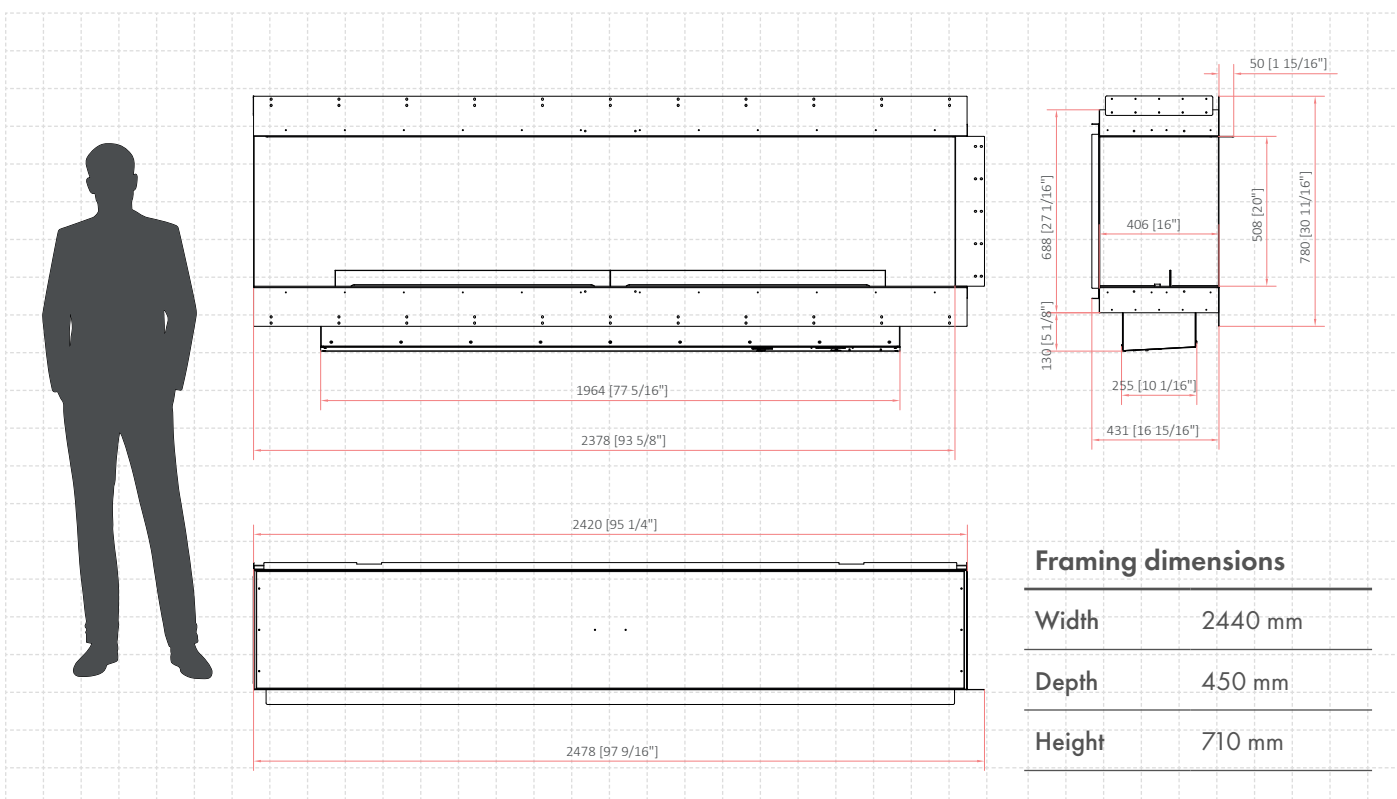 50 [1 15/16"]
688 [27 1/16"]
406 [16"]
508 [20"]
780 [30 11/16"]
130 [5 1/8"]
1964 [77 5/16"]
255 [10 1/16"]
2378 [93 5/8"]
431 [16 15/16"]
2420 [95 1/4"]
2478 [97 9/16"]
Framing dimensions
Width 2440 mm
Depth 450 mm
Height 710 mm